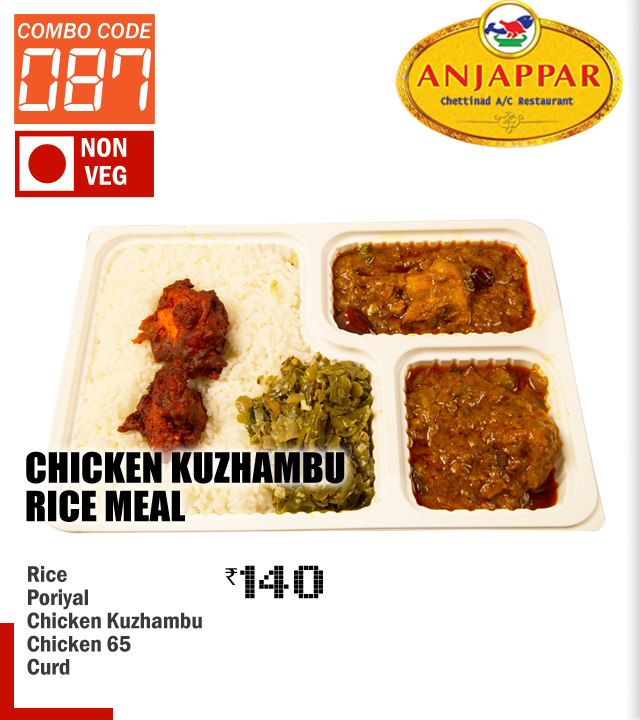 COMBO CODE
087
NON
VEG
ANJAPPAR
Chettinad A/C Restaurant
CHICKEN KUZHAMBU
RICE MEAL
Rice
Poriyal
Chicken Kuzhambu
Chicken 65
Curd
₹140